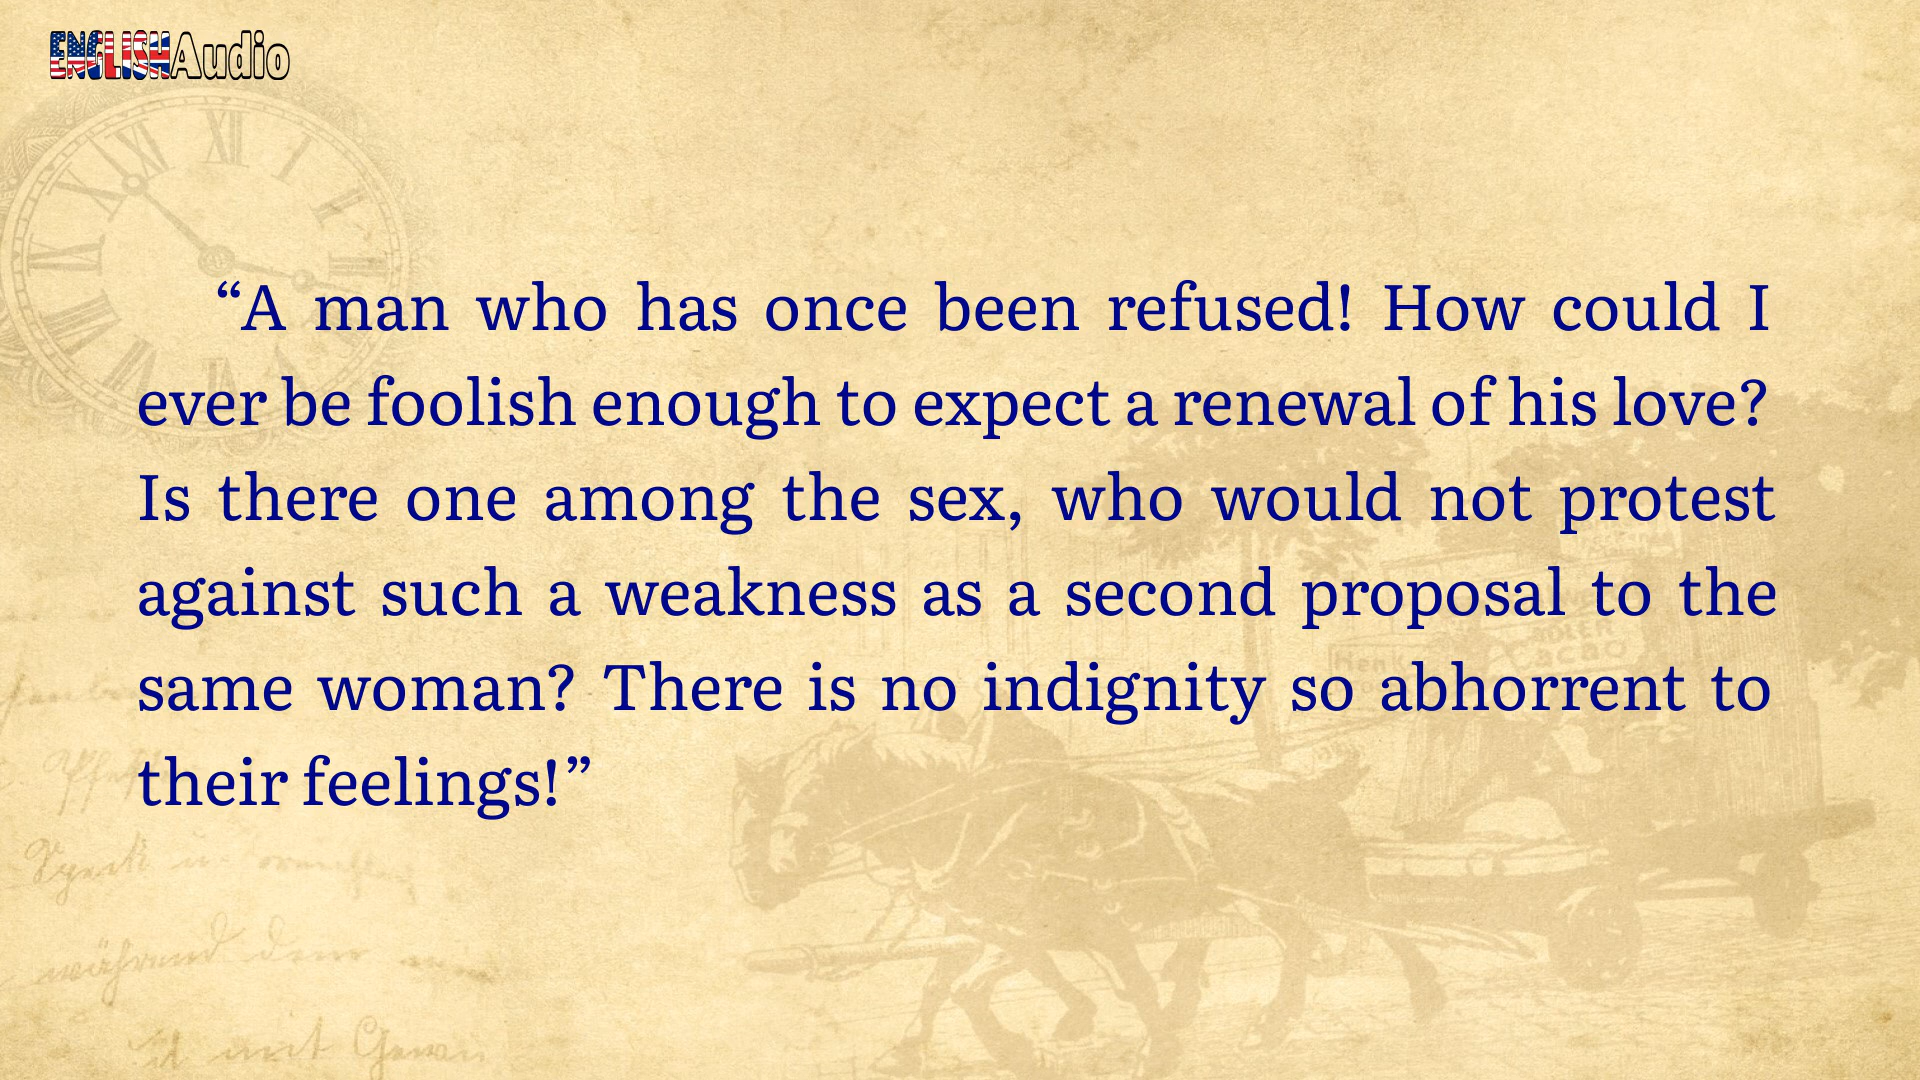 ENGLISHAudio
“A man who has once been refused! How could I
ever be foolish enough to expect a renewal of his love?
Is there one among the sex, who would not protest
against such a weakness as a second proposal to the
same woman? There is no indignity so abhorrent to
their feelings!”
während
mit